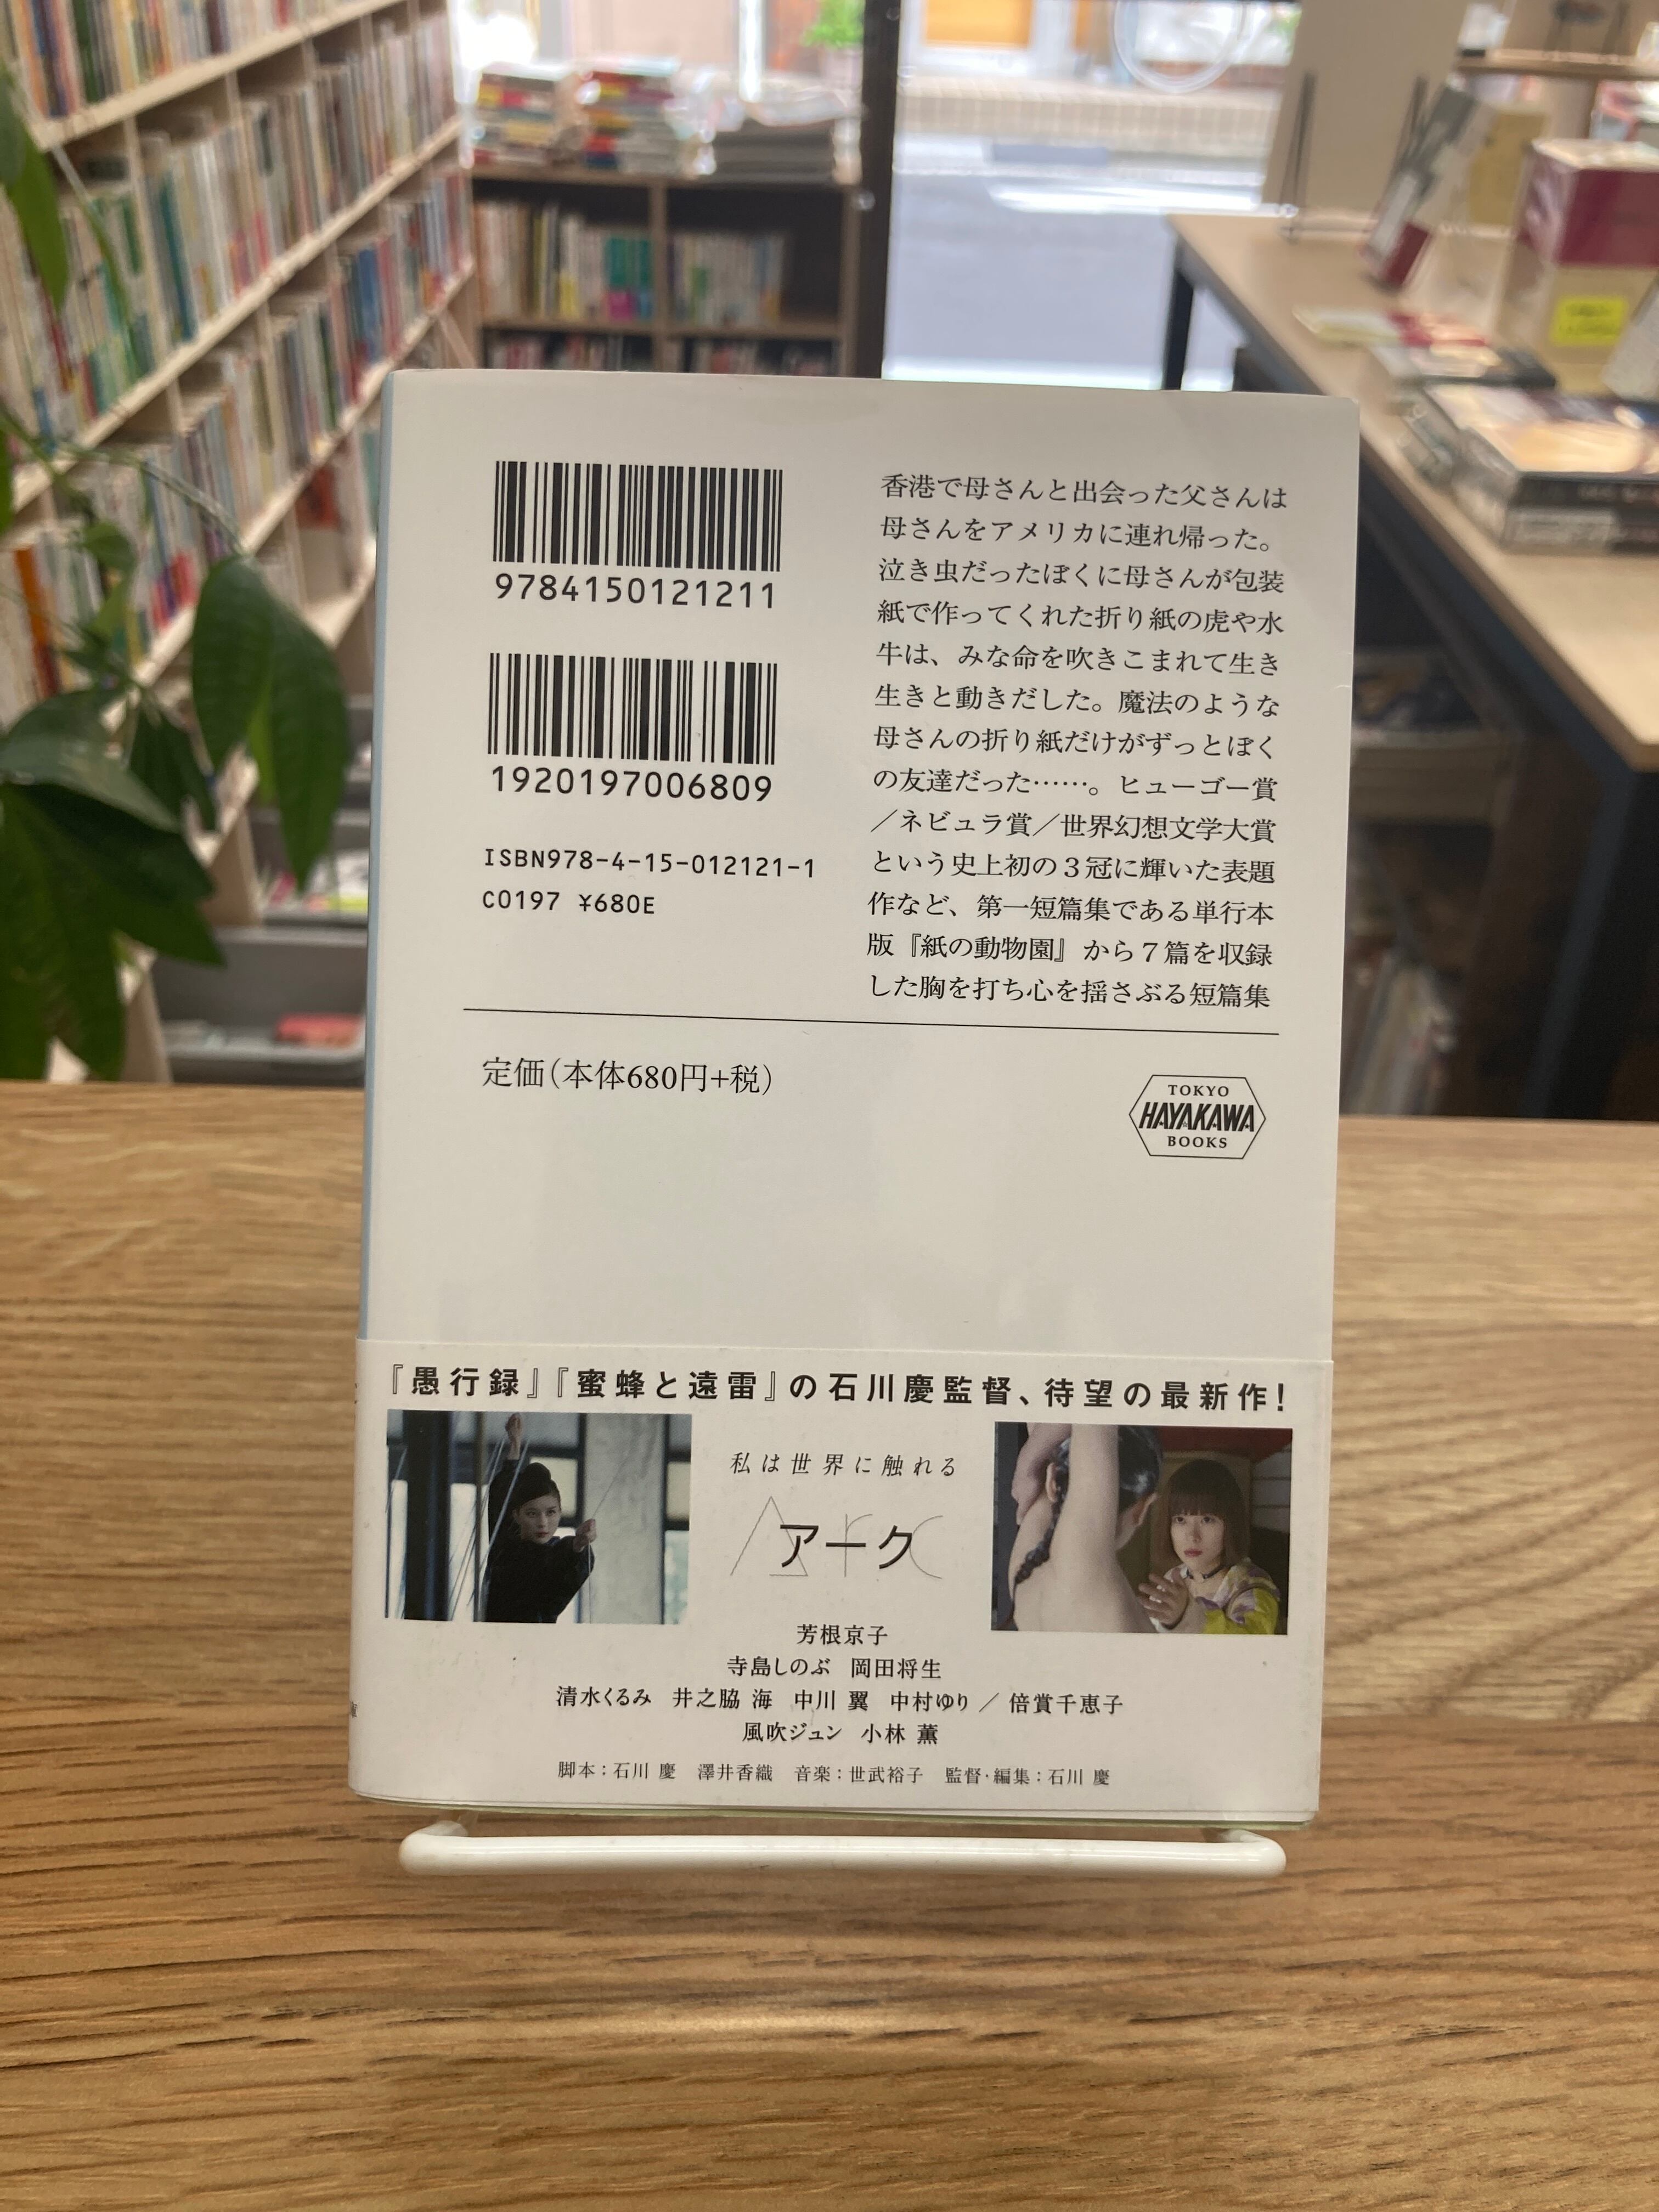 9784150121211
1920197006809
ISBN978-4-15-012121-1
C0197 ¥680E
香港で母さんと出会った父さんは
母さんをアメリカに連れ帰った。
泣き虫だったぼくに母さんが包装
紙で作ってくれた折り紙の虎や水
牛は、みな命を吹きこまれて生き
生きと動きだした。魔法のような
母さんの折り紙だけがずっとぼく
の友達だった……。ヒューゴー賞
／ネビュラ賞／世界幻想文学大賞
という史上初の３冠に輝いた表題
作など、第一短篇集である単行本
版『紙の動物園』から７篇を収録
した胸を打ち心を揺さぶる短篇集
定価（本体680円+税）
TOKYO
HAYAKAWA
BOOKS
『愚行録』『蜜蜂と遠雷』の石川慶監督、待望の最新作！
私は世界に触れる
Arc
アーク
芳根京子
寺島しのぶ 岡田将生
清水くるみ 井之脇 海 中川 翼 中村ゆり ／ 倍賞千恵子
風吹ジュン 小林 薫
脚本：石川 慶 澤井香織 音楽：世武裕子 監督・編集：石川 慶